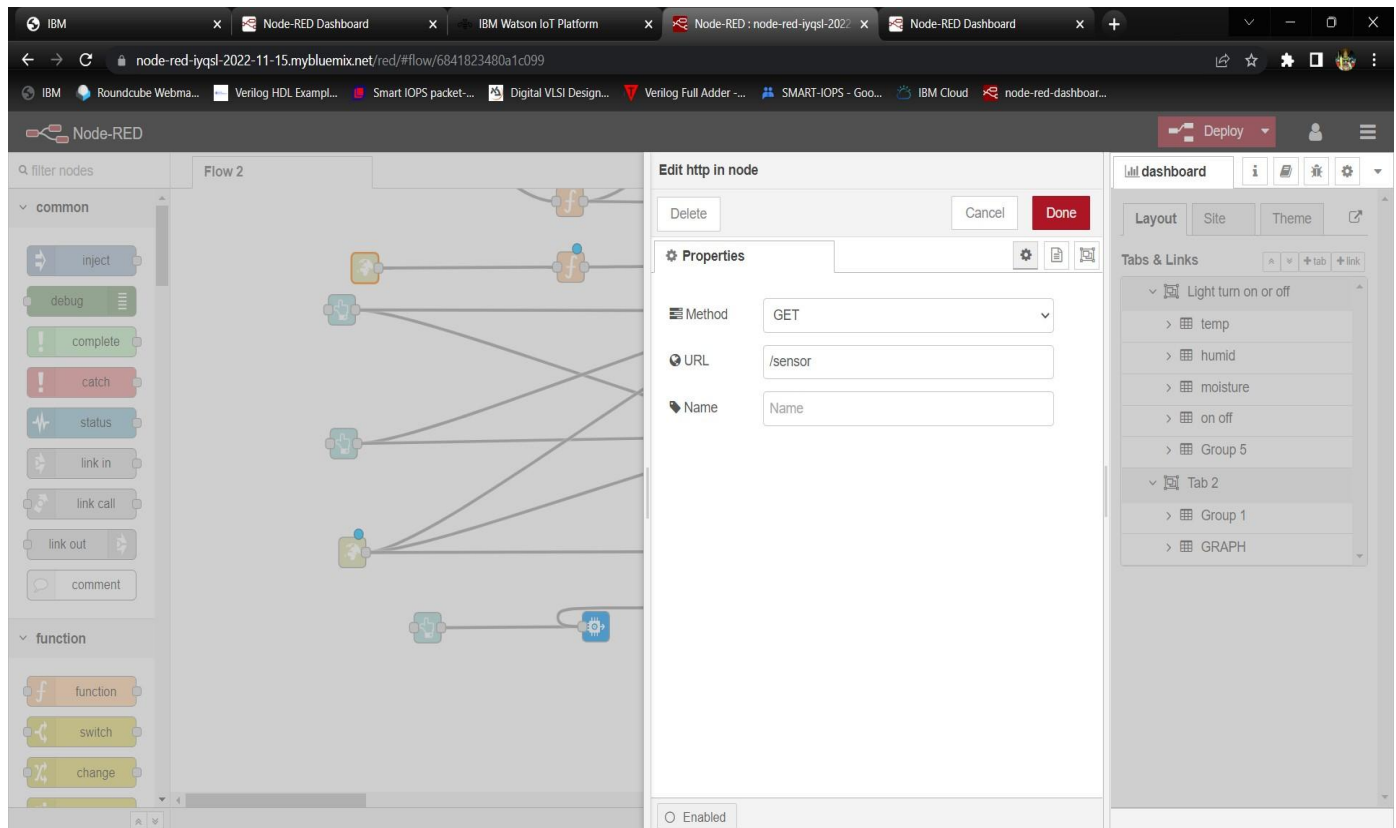 IBM
Node-RED Dashboard
IBM Watson IoT Platform
Node-RED : node-red-iyqsl-2022
Node-RED Dashboard
node-red-iyqsl-2022-11-15.mybluemix.net/red/#flow/6841823480a1c099
IBM Roundcube Webma... Verilog HDL Exampl... Smart IOPS packet-... Digital VLSI Design... Verilog Full Adder -... SMART-IOPS - Goo... IBM Cloud node-red-dashboar...
Node-RED
Deploy
filter nodes
common
inject
debug
complete
catch
status
link in
link call
link out
comment
function
function
switch
change
Flow 2
Edit http in node
Delete
Cancel
Done
Properties
Method GET
URL /sensor
Name Name
Enabled
dashboard
Layout
Site
Theme
Tabs & Links
+tab
+link
Light turn on or off
temp
humid
moisture
on off
Group 5
Tab 2
Group 1
GRAPH